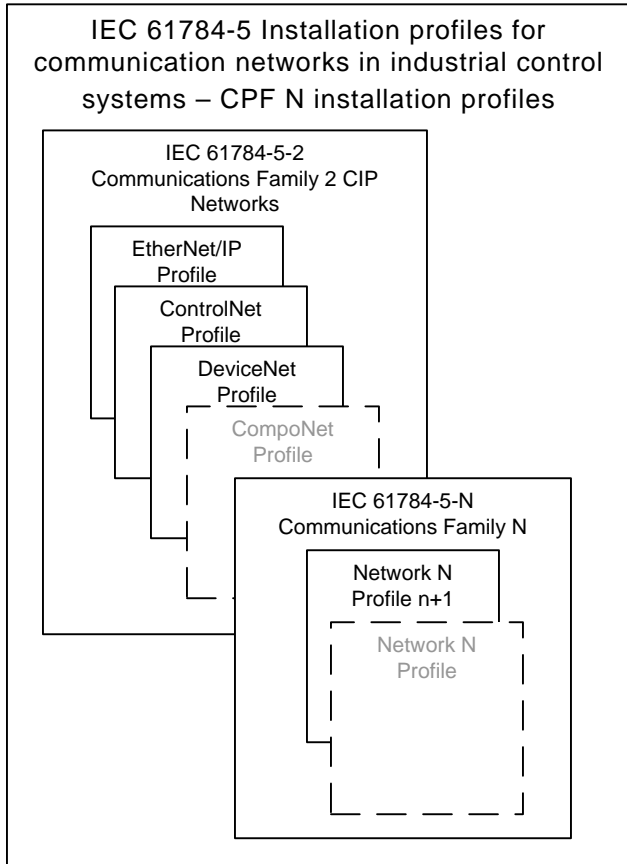 IEC 61784-5 Installation profiles for
communication networks in industrial control
systems – CPF N installation profiles
IEC 61784-5-2
Communications Family 2 CIP
Networks
EtherNet/IP
Profile
ControlNet
Profile
DeviceNet
Profile
CompoNet
Profile
IEC 61784-5-N
Communications Family N
Network N
Profile n+1
Network N
Profile